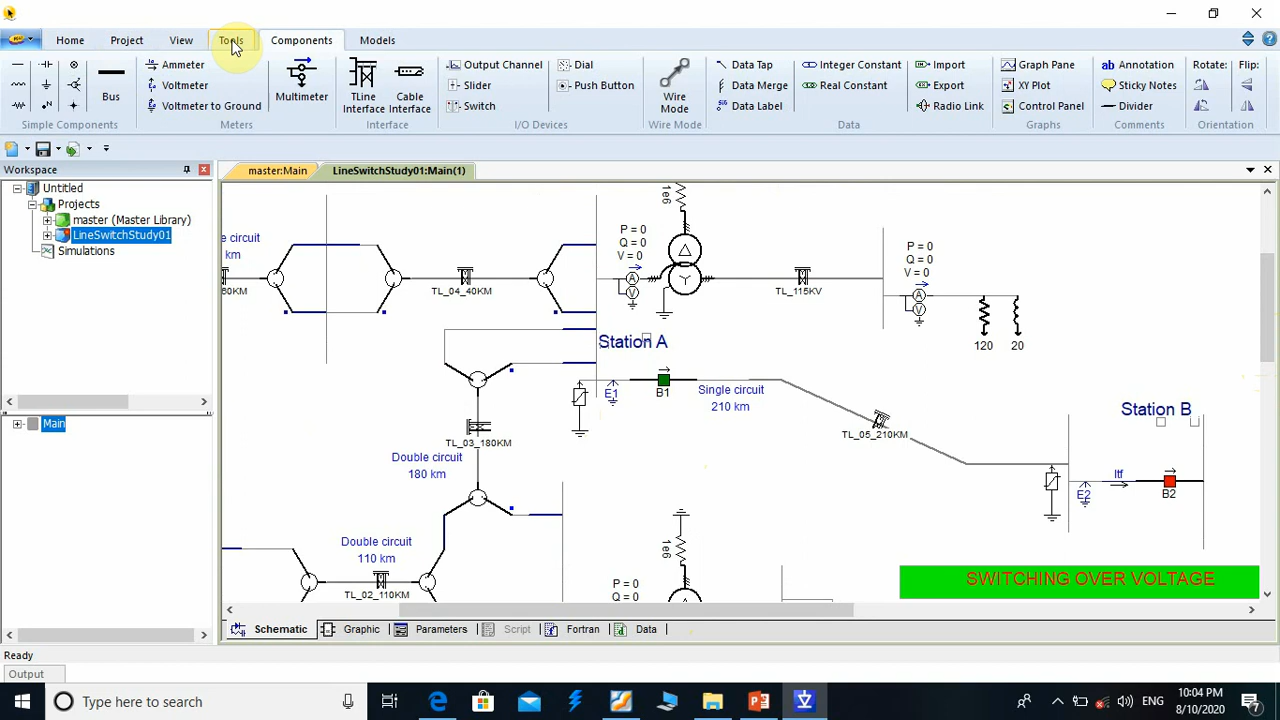 Home Project View Tools Components Models
Ammeter Output Channel Dial Data Tap Integer Constant Import Graph Pane Annotation Rotate: Flip:
Voltmeter Slider Push Button Data Merge Real Constant Export XY Plot Sticky Notes
Bus Multimeter TLine Interface Cable Interface Wire Mode
Voltmeter to Ground Switch Data Label Radio Link Control Panel Divider
Simple Components Meters Interface I/O Devices Wire Mode Data Graphs Comments Orientation
Workspace
master:Main LineSwitchStudy01:Main(1)
Untitled
Projects
master (Master Library)
LineSwitchStudy01
Simulations
Main
1e6
P = 0
Q = 0
V = 0
P = 0
Q = 0
V = 0
e circuit
km
60KM
TL_04_40KM
A
V
TL_115KV
A
V
120 20
Station A
E1
B1
Single circuit
210 km
TL_05_210KM
Station B
TL_03_180KM
Double circuit
180 km
E2
Itf
B2
Double circuit
110 km
TL_02_110KM
1e6
P = 0
Q = 0
SWITCHING OVER VOLTAGE
Schematic Graphic Parameters Script Fortran Data
Ready
Output
Type here to search
ENG
10:04 PM
8/10/2020
7